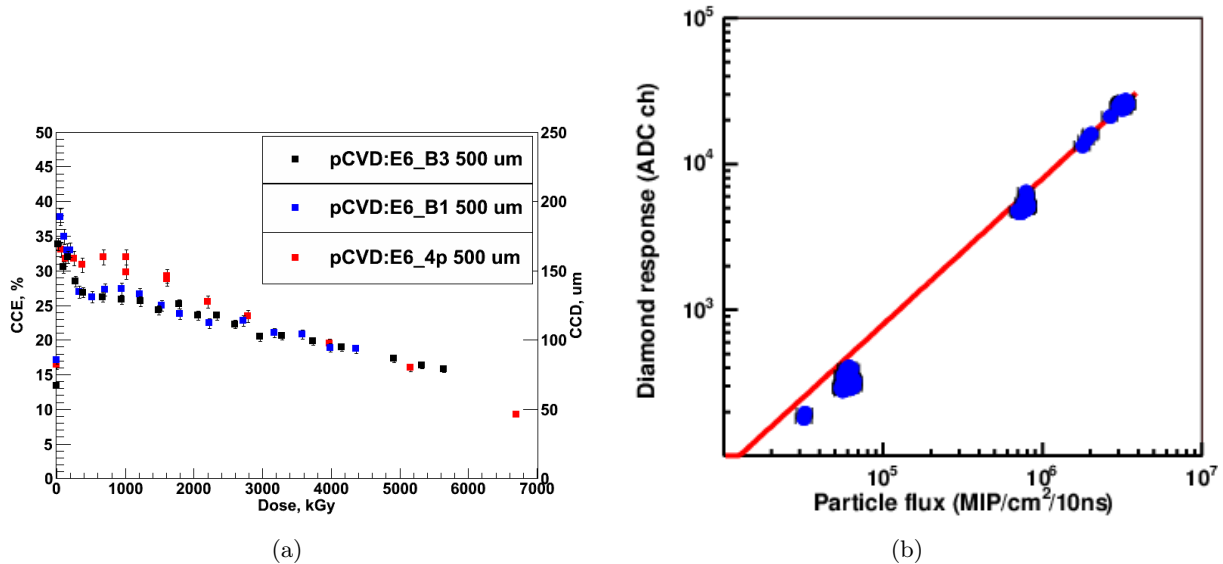 50
45
40
35
30
25
20
15
10
5
0
CCE, %
250
200
150
100
50
0
CCD, um
pCVD:E6_B3 500 um
pCVD:E6_B1 500 um
pCVD:E6_4p 500 um
0 1000 2000 3000 4000 5000 6000 7000
Dose, kGy
(a)
10^5
10^4
10^3
Diamond response (ADC ch)
10^5 10^6 10^7
Particle flux (MIP/cm^2/10ns)
(b)